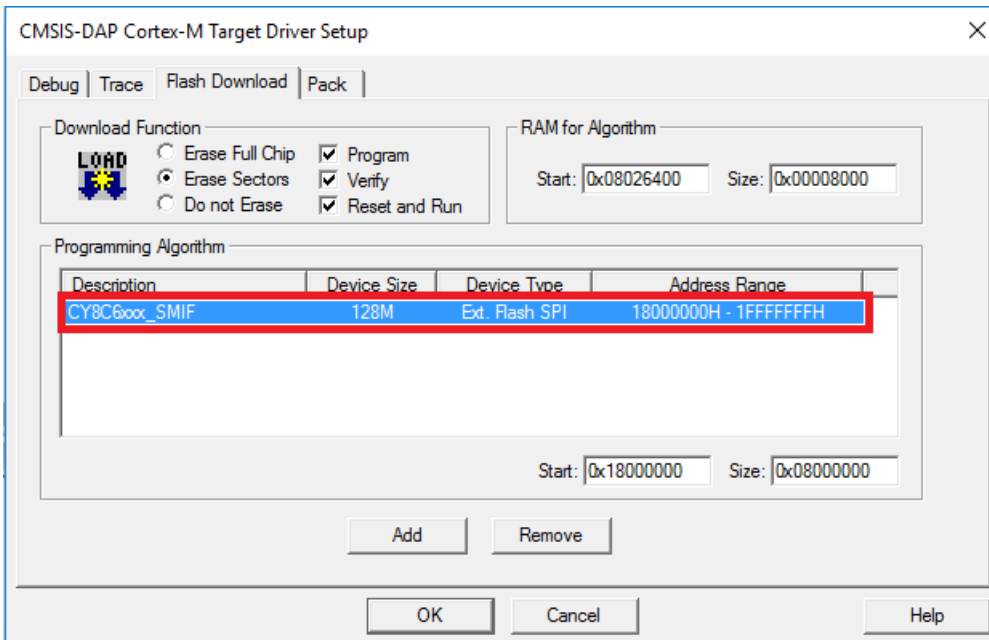 CMSIS-DAP Cortex-M Target Driver Setup
Debug Trace Flash Download Pack
Download Function
LOAD
Erase Full Chip Program
Erase Sectors Verify
Do not Erase Reset and Run
RAM for Algorithm
Start: 0x08026400 Size: 0x00008000
Programming Algorithm
Description Device Size Device Type Address Range
CY8C6xxx_SMIF 128M Ext. Flash SPI 18000000H - 1FFFFFFFH
Start: 0x18000000 Size: 0x08000000
Add Remove
OK Cancel Help